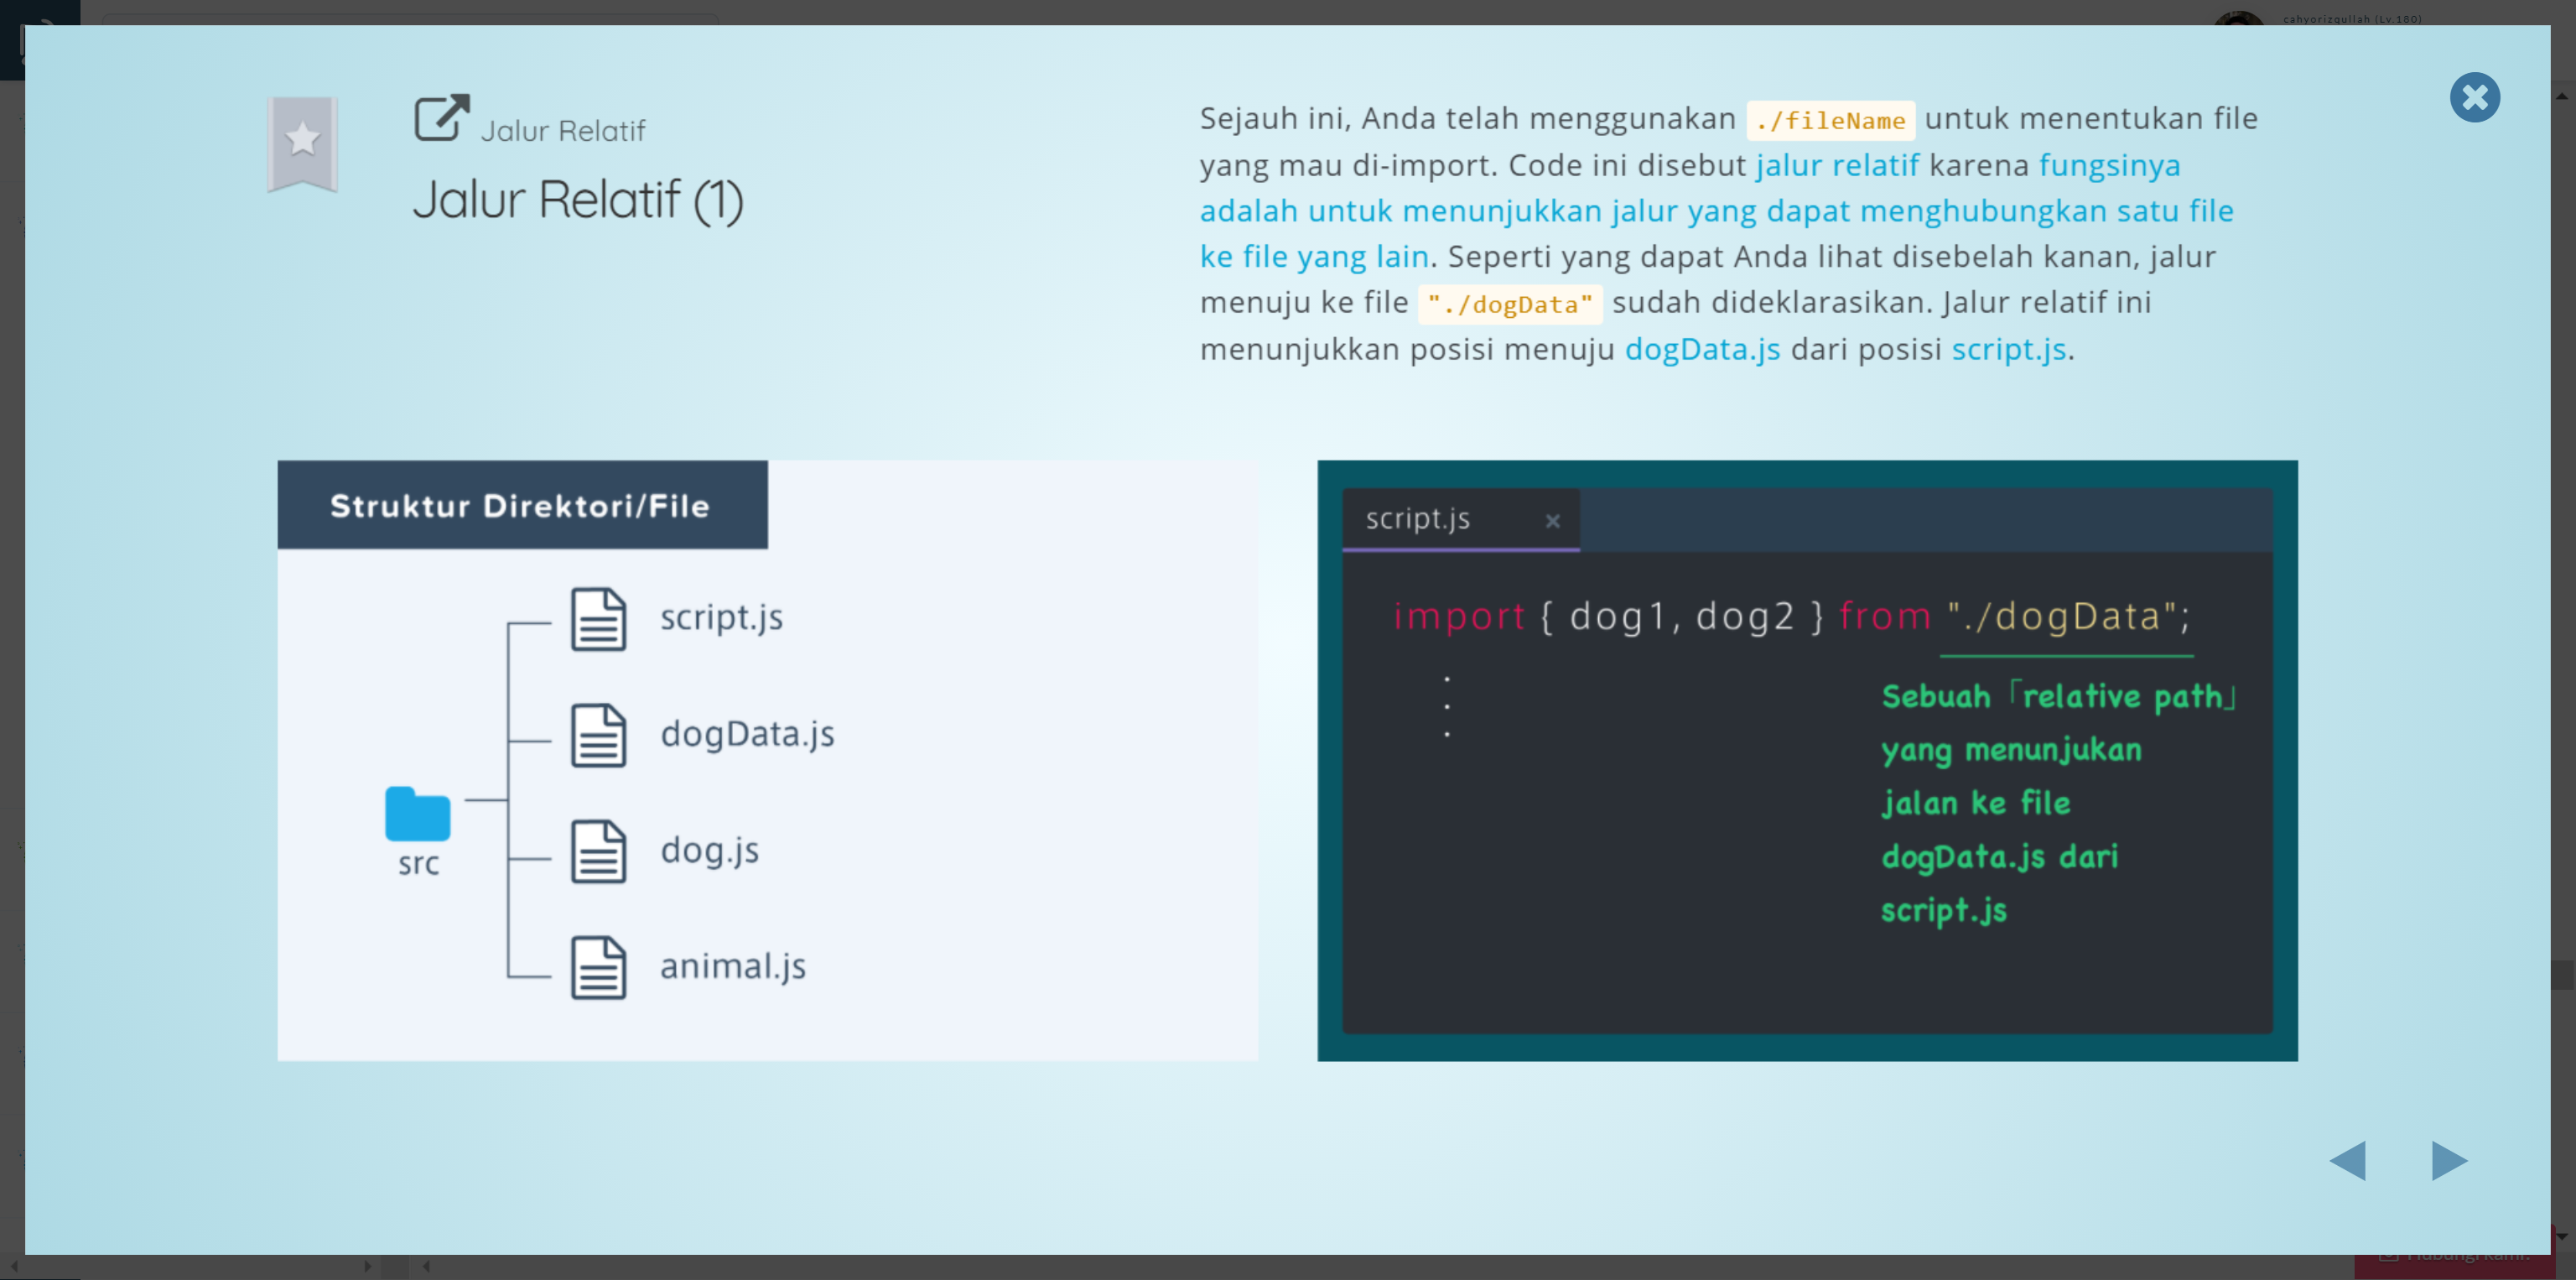 cahyorizqullah (Lv.180)
Jalur Relatif
Jalur Relatif (1)
Sejauh ini, Anda telah menggunakan ./fileName untuk menentukan file
yang mau di-import. Code ini disebut jalur relatif karena fungsinya
adalah untuk menunjukkan jalur yang dapat menghubungkan satu file
ke file yang lain. Seperti yang dapat Anda lihat disebelah kanan, jalur
menuju ke file "./dogData" sudah dideklarasikan. Jalur relatif ini
menunjukkan posisi menuju dogData.js dari posisi script.js.
Struktur Direktori/File
script.js
dogData.js
src
dog.js
animal.js
script.js
import { dog1, dog2 } from "./dogData";
.
.
.
Sebuah「relative path」
yang menunjukan
jalan ke file
dogData.js dari
script.js